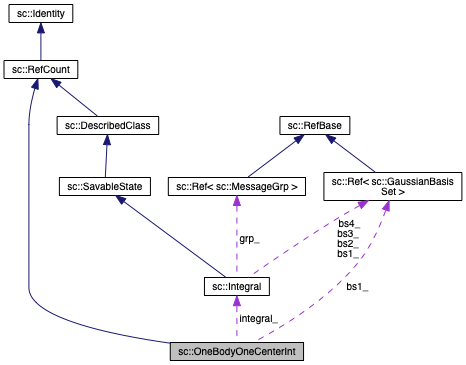 sc::Identity
sc::RefCount
sc::DescribedClass
sc::RefBase
sc::SavableState
sc::Ref< sc::MessageGrp >
sc::Ref< sc::GaussianBasis
Set >
grp_
bs4_
bs3_
bs2_
bs1_
sc::Integral
bs1_
integral_
sc::OneBodyOneCenterInt